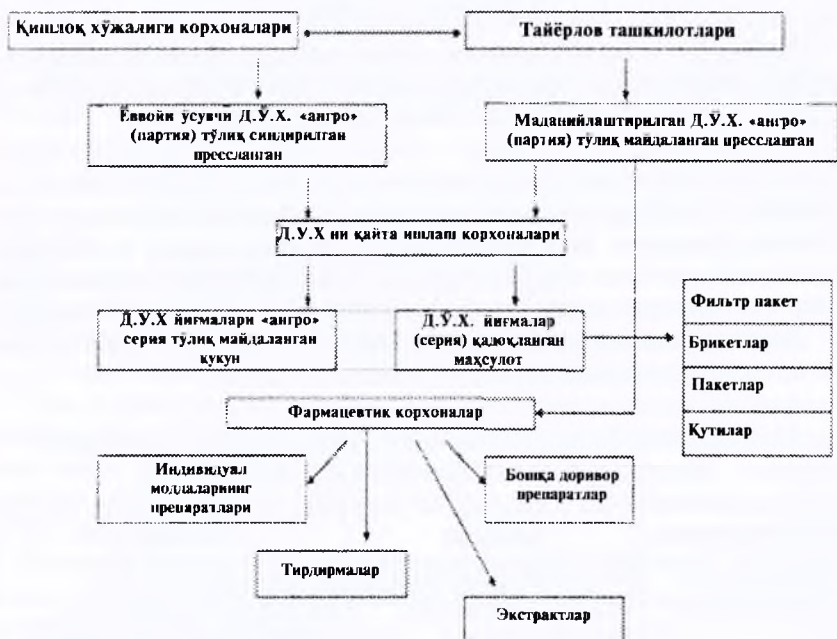 Қишлоқ хўжалиги корхоналари
Тайёрлов ташкилотлари
Ёввойи ўсувчи Д.Ў.Х. «ангро»
(партия) тўлиқ синдирилган
прессланган
Маданийлаштирилган Д.Ў.Х. «ангро»
(партия) тўлиқ майдаланган прессланган
Д.У.Х ни қайта ишлаш корхоналари
Д.Ў.Х йиғмалари «ангро»
серия тўлиқ майдаланган
кукун
Д.Ў.Х. йиғмалар
(серия) қадоқланган
маҳсулот
Фильтр пакет
Брикетлар
Пакетлар
Қутилар
Фармацевтик корхоналар
Индивидуал
моддаларнинг
препаратлари
Бошқа доривор
препаратлар
Тирдирмалар
Экстрактлар